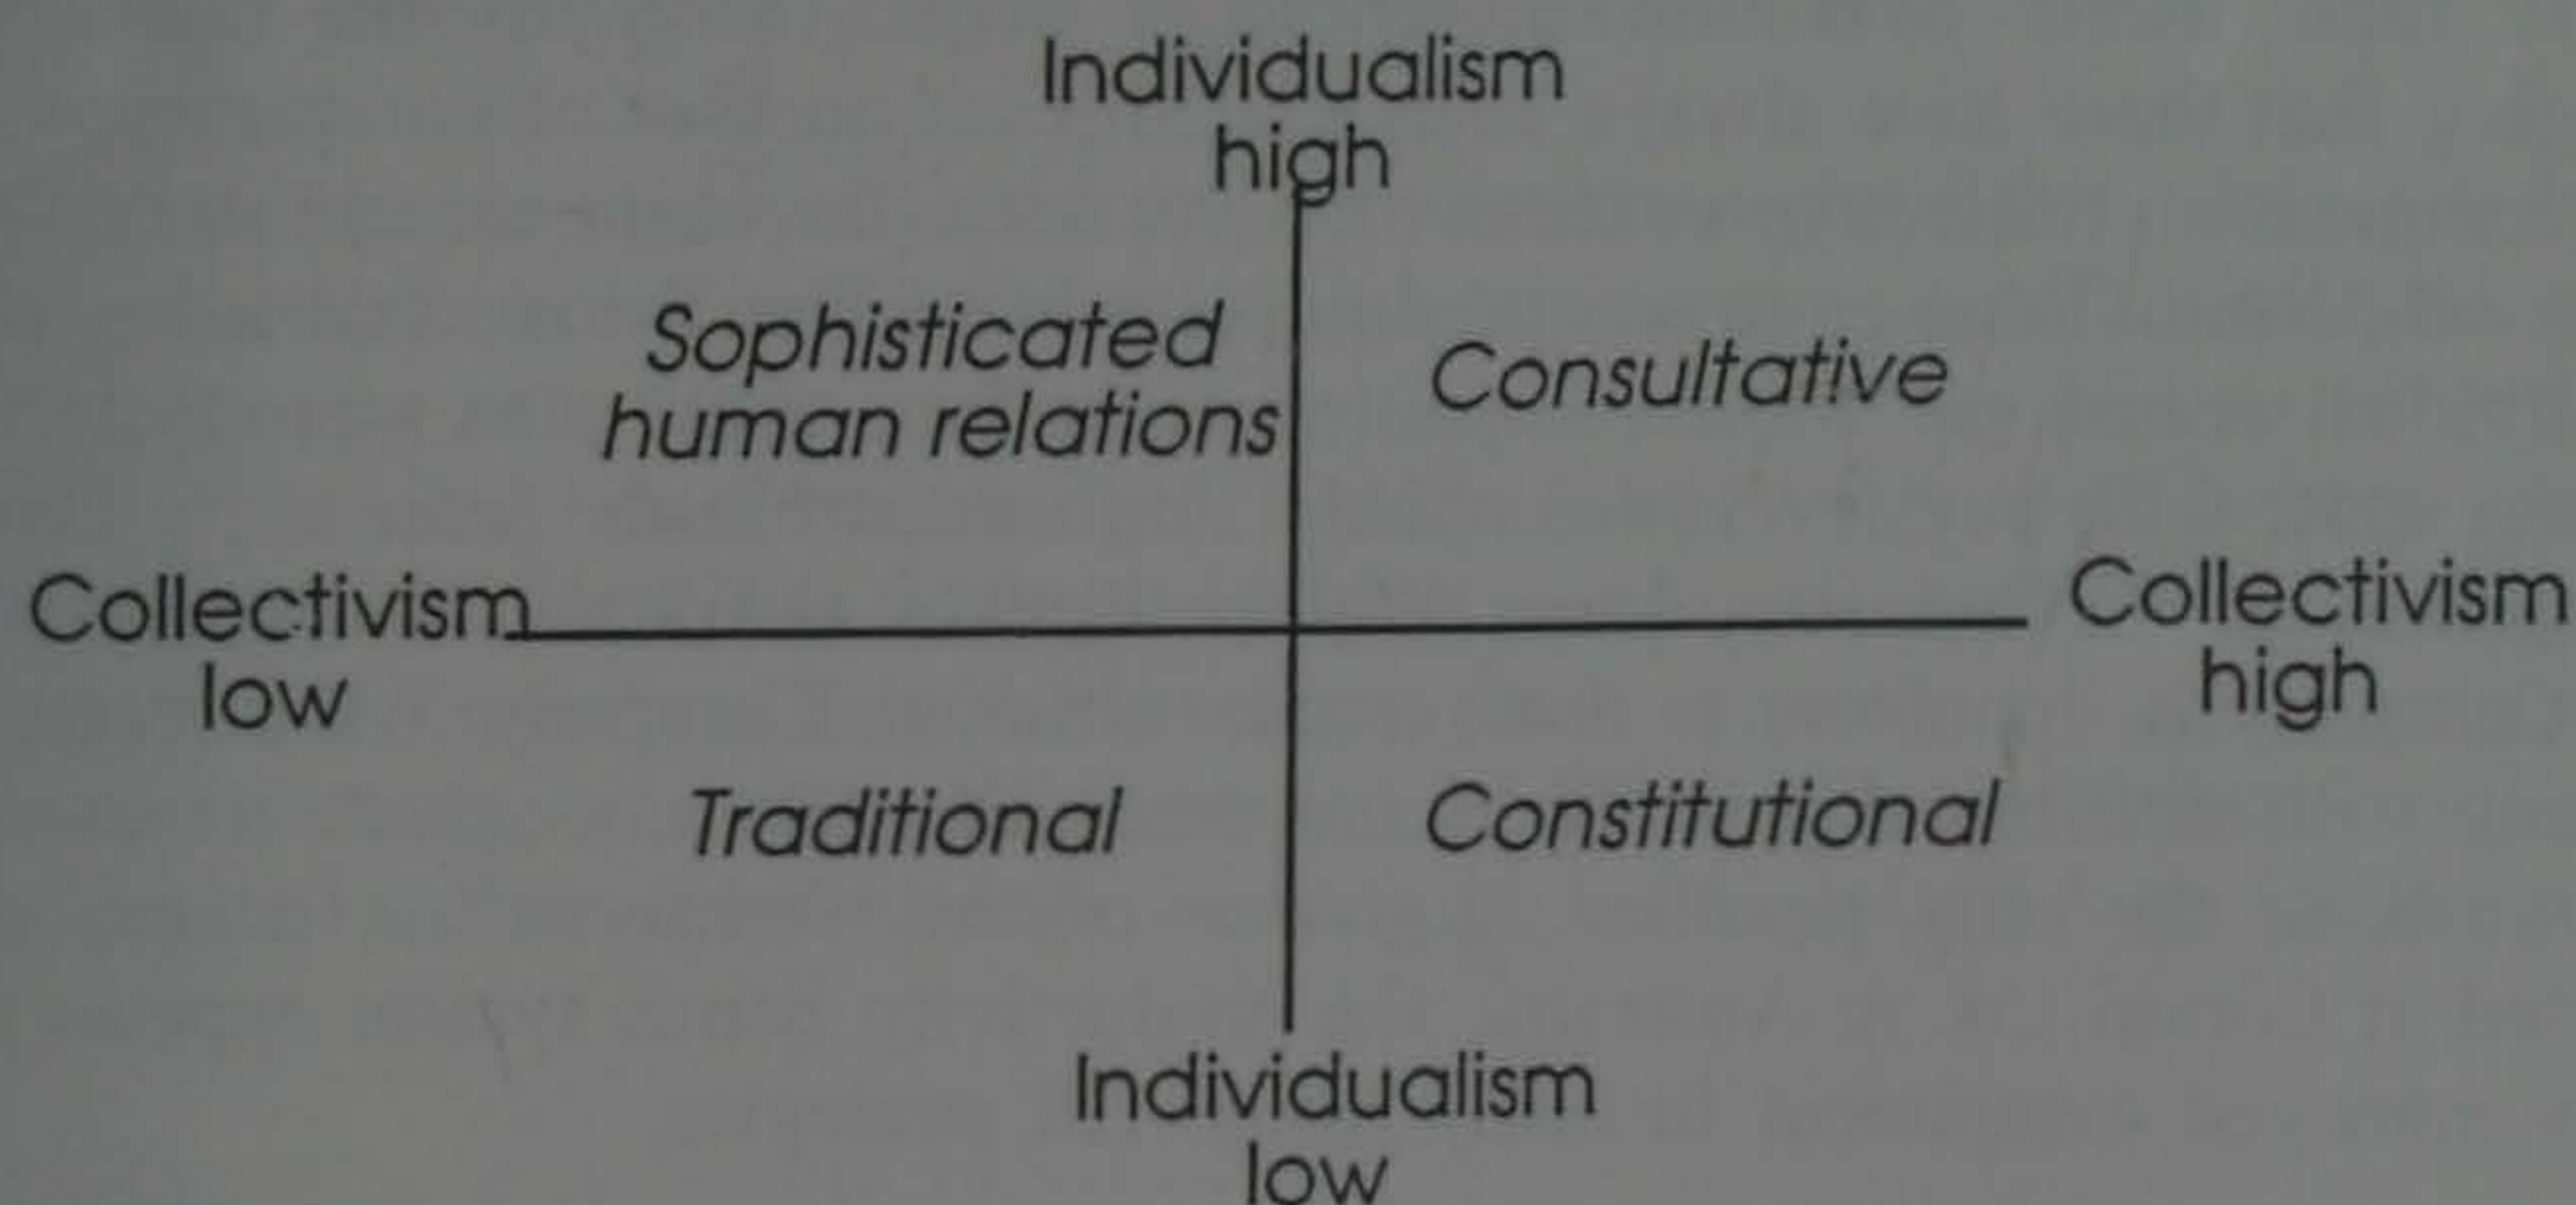 Individualism
high
Sophisticated
human relations
Consultative
Collectivism
low
Collectivism
high
Traditional
Constitutional
Individualism
low